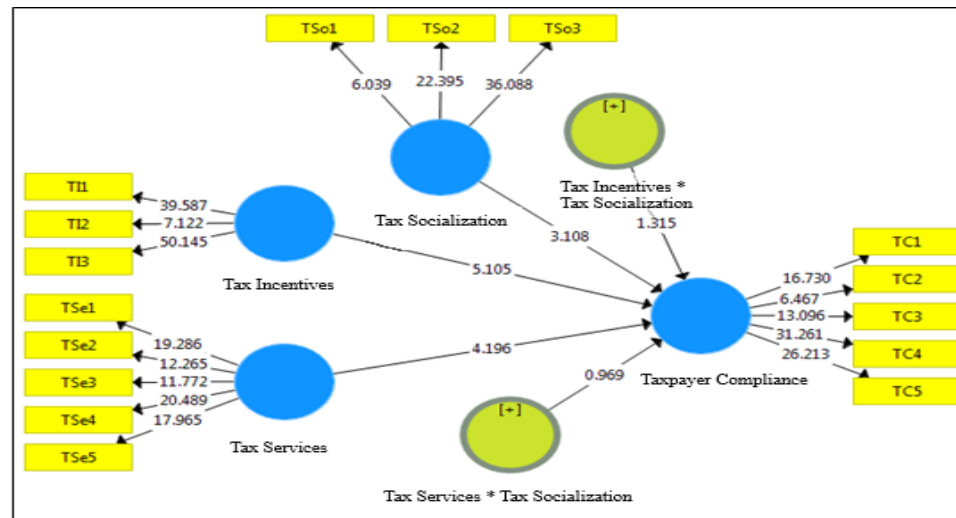 TSo1 TSo2 TSo3
6.039 22.395 36.088
[+]
Tax Incentives *
Tax Socialization
1.315
Tax Socialization
3.108
TI1
TI2
TI3
39.587
7.122
50.145
Tax Incentives
5.105
TSe1
TSe2
TSe3
TSe4
TSe5
19.286
12.265
11.772
20.489
17.965
Tax Services
4.196
0.969
[+]
Tax Services * Tax Socialization
Taxpayer Compliance
16.730
6.467
13.096
31.261
26.213
TC1
TC2
TC3
TC4
TC5